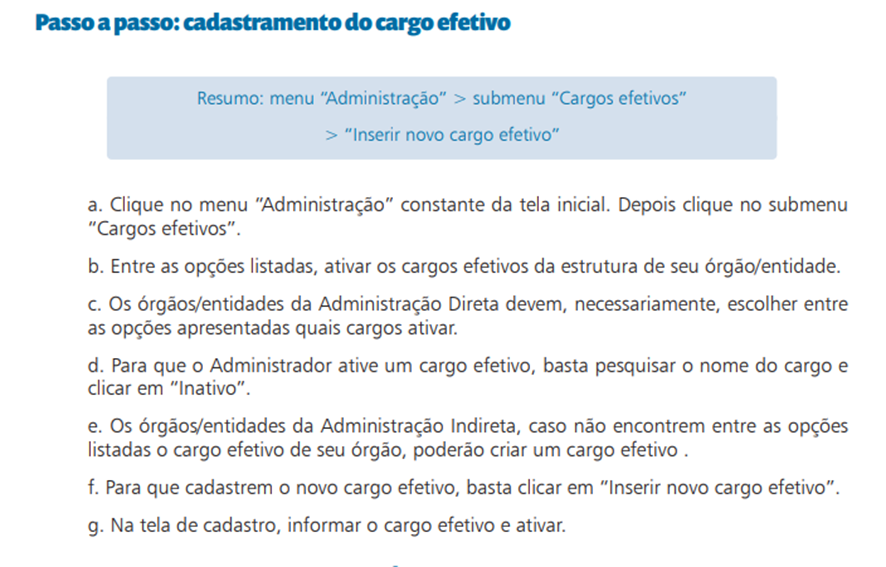 Passo a passo: cadastramento do cargo efetivo
Resumo: menu “Administração” > submenu “Cargos efetivos”
> “Inserir novo cargo efetivo”
a. Clique no menu “Administração” constante da tela inicial. Depois clique no submenu
“Cargos efetivos”.
b. Entre as opções listadas, ativar os cargos efetivos da estrutura de seu órgão/entidade.
c. Os órgãos/entidades da Administração Direta devem, necessariamente, escolher entre
as opções apresentadas quais cargos ativar.
d. Para que o Administrador ative um cargo efetivo, basta pesquisar o nome do cargo e
clicar em “Inativo”.
e. Os órgãos/entidades da Administração Indireta, caso não encontrem entre as opções
listadas o cargo efetivo de seu órgão, poderão criar um cargo efetivo .
f. Para que cadastrem o novo cargo efetivo, basta clicar em “Inserir novo cargo efetivo”.
g. Na tela de cadastro, informar o cargo efetivo e ativar.